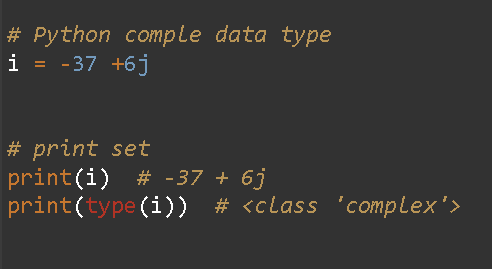 # Python comple data type
i = -37 +6j
# print set
print(i)  # -37 + 6j
print(type(i))  # <class 'complex'>